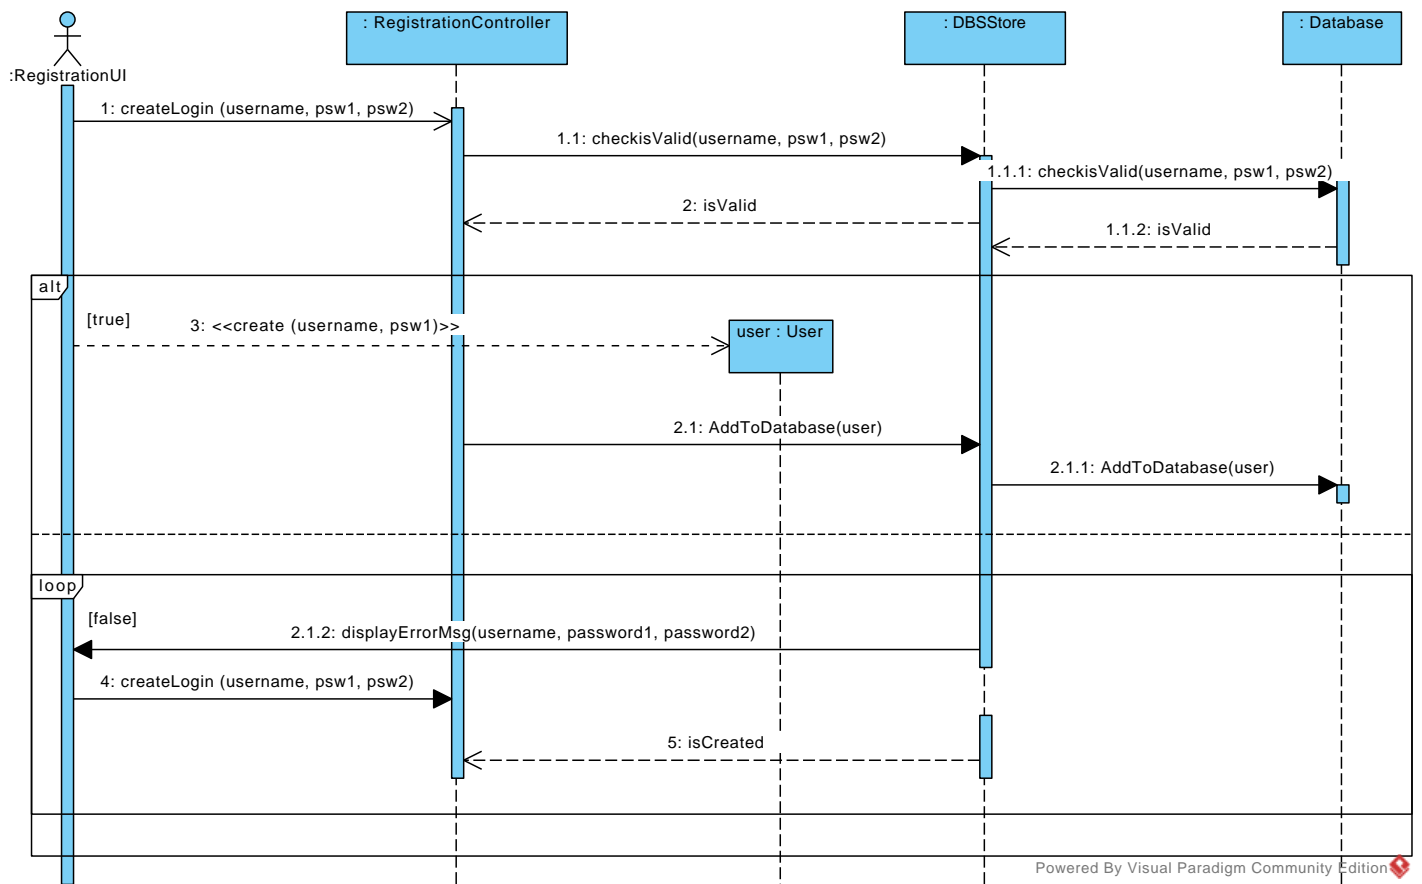 : RegistrationController
: DBSStore
: Database
:RegistrationUI
1: createLogin (username, psw1, psw2)
1.1: checkisValid(username, psw1, psw2)
1.1.1: checkisValid(username, psw1, psw2)
2: isValid
1.1.2: isValid
alt
[true]
3: <<create (username, psw1)>>
user : User
2.1: AddToDatabase(user)
2.1.1: AddToDatabase(user)
loop
[false]
2.1.2: displayErrorMsg(username, password1, password2)
4: createLogin (username, psw1, psw2)
5: isCreated
Powered By Visual Paradigm Community Edition